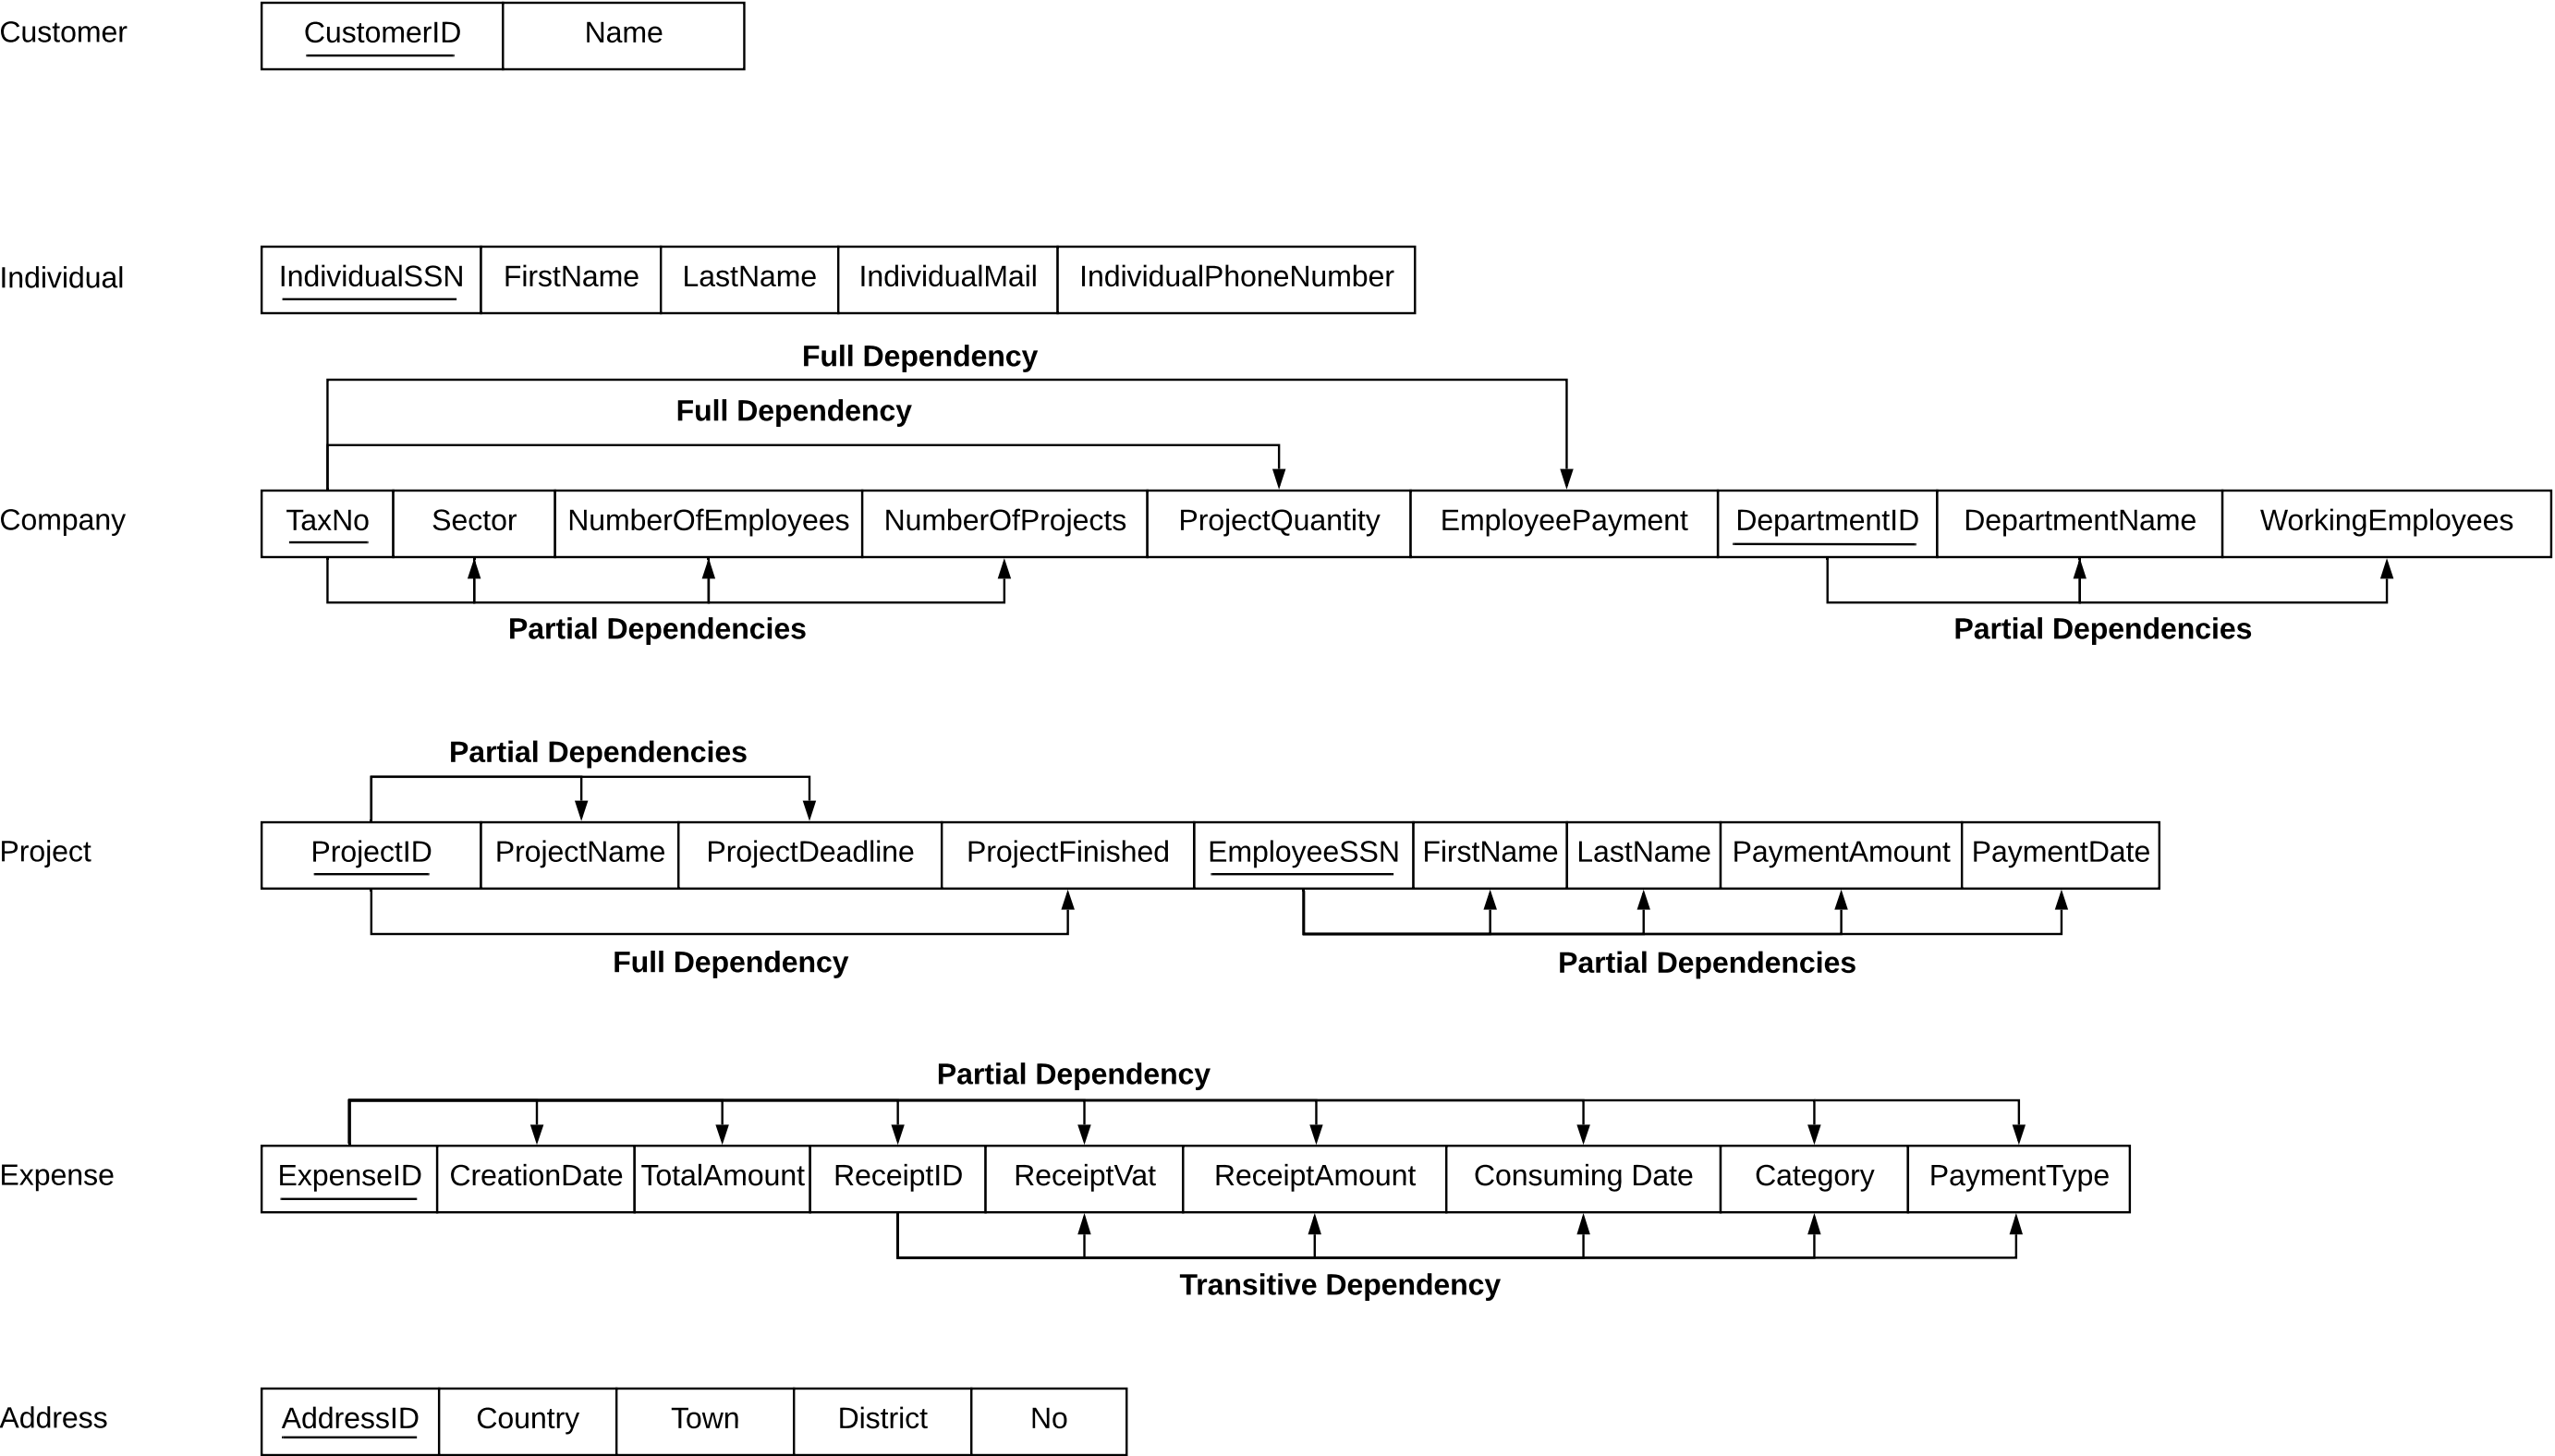 Customer CustomerID Name
Individual IndividualSSN FirstName LastName IndividualMail IndividualPhoneNumber
Full Dependency
Full Dependency
Company TaxNo Sector NumberOfEmployees NumberOfProjects ProjectQuantity EmployeePayment DepartmentID DepartmentName WorkingEmployees
Partial Dependencies Partial Dependencies
Partial Dependencies
Project ProjectID ProjectName ProjectDeadline ProjectFinished EmployeeSSN FirstName LastName PaymentAmount PaymentDate
Full Dependency Partial Dependencies
Partial Dependency
Expense ExpenseID CreationDate TotalAmount ReceiptID ReceiptVat ReceiptAmount Consuming Date Category PaymentType
Transitive Dependency
Address AddressID Country Town District No